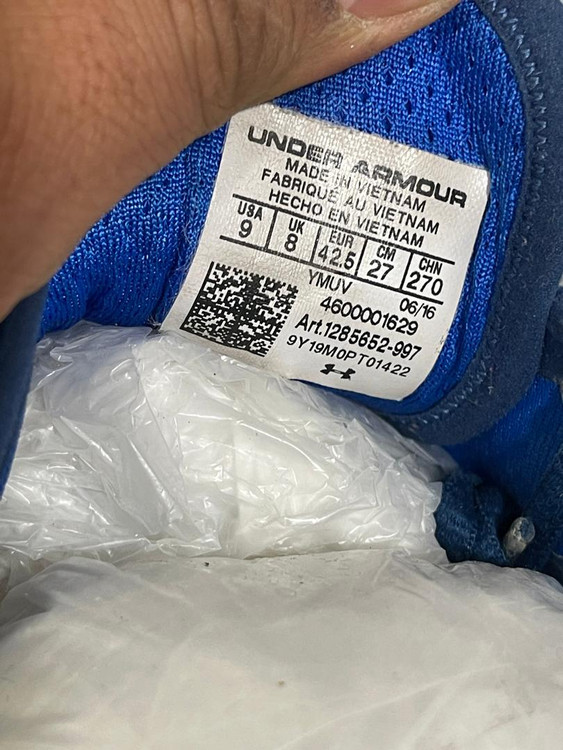 UNDER ARMOUR
MADE IN VIETNAM
FABRIQUÉ AU VIETNAM
HECHO EN VIETNAM
USA UK EUR CM CHN
9 8 42.5 27 270
YMUV 06/16
4600001629
Art.1285652-997
9Y19M0PT01422